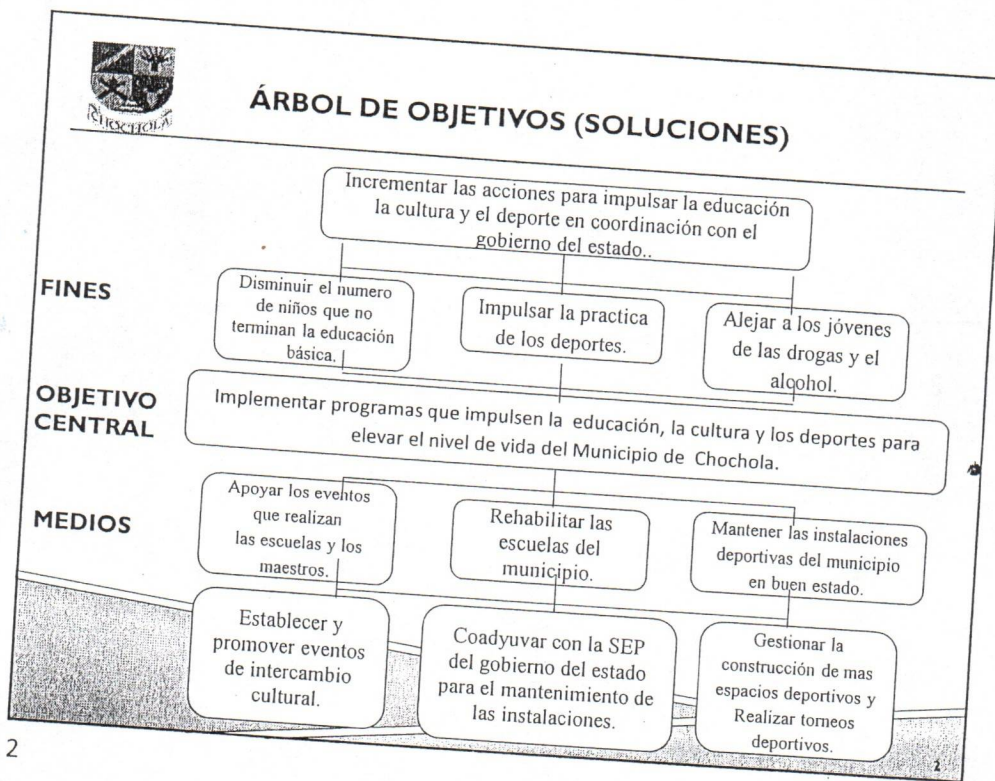 CHOCHOLÁ
ÁRBOL DE OBJETIVOS (SOLUCIONES)
Incrementar las acciones para impulsar la educación
la cultura y el deporte en coordinación con el
gobierno del estado..
FINES
Disminuir el numero
de niños que no
terminan la educación
básica.
Impulsar la practica
de los deportes.
Alejar a los jóvenes
de las drogas y el
alcohol.
OBJETIVO
CENTRAL
Implementar programas que impulsen la educación, la cultura y los deportes para
elevar el nivel de vida del Municipio de Chochola.
MEDIOS
Apoyar los eventos
que realizan
las escuelas y los
maestros.
Rehabilitar las
escuelas del
municipio.
Mantener las instalaciones
deportivas del municipio
en buen estado.
Establecer y
promover eventos
de intercambio
cultural.
Coadyuvar con la SEP
del gobierno del estado
para el mantenimiento de
las instalaciones.
Gestionar la
construcción de mas
espacios deportivos y
Realizar torneos
deportivos.
2
2